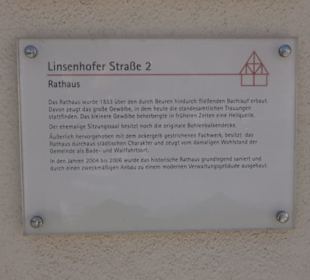 Linsenhofer Straße 2
Rathaus
Das Rathaus wurde 1553 über den durch Beuren hindurch fließenden Bachlauf erbaut.
Davon zeugt das große Gewölbe, in dem heute die standesamtlichen Trauungen
stattfinden. Das kleinere Gewölbe beherbergte in früheren Zeiten eine Heilquelle.
Der ehemalige Sitzungssaal besitzt noch die originale Bohlenbalkendecke.
Äußerlich hervorgehoben mit dem ockergelb gestrichenen Fachwerk, besitzt das
Rathaus durchaus städtischen Charakter und zeugt vom damaligen Wohlstand der
Gemeinde als Bade- und Wallfahrtsort.
In den Jahren 2004 bis 2006 wurde das historische Rathaus grundlegend saniert und
durch einen zweckmäßigen Anbau zu einem modernen Verwaltungsgebäude ausgebaut.